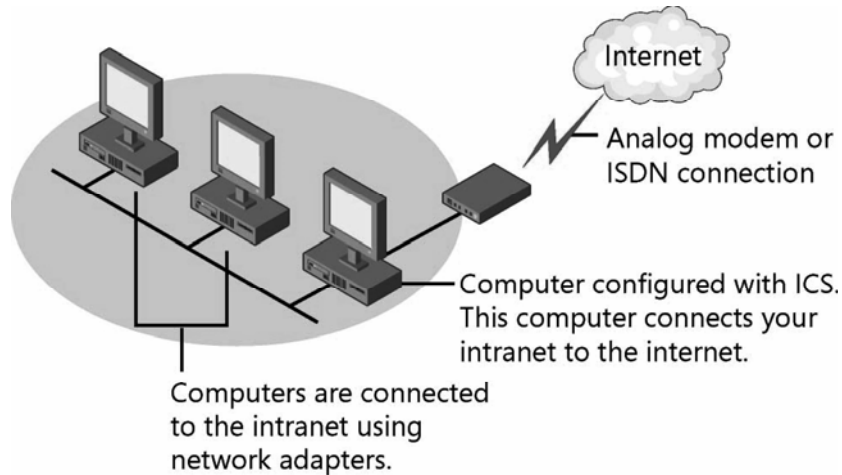 Internet
Analog modem or
ISDN connection
Computer configured with ICS.
This computer connects your
intranet to the internet.
Computers are connected
to the intranet using
network adapters.